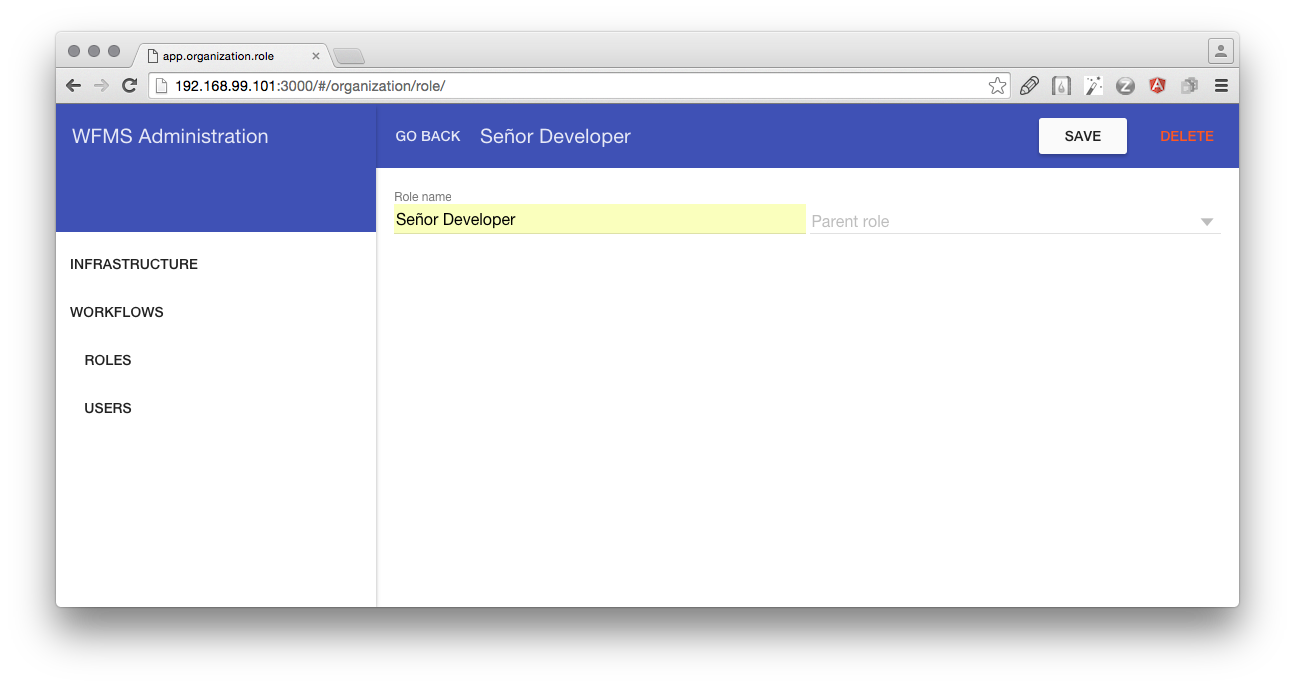 app.organization.role
192.168.99.101:3000/#/organization/role/
WFMS Administration
GO BACK Señor Developer SAVE DELETE
Role name
Señor Developer Parent role
INFRASTRUCTURE
WORKFLOWS
ROLES
USERS